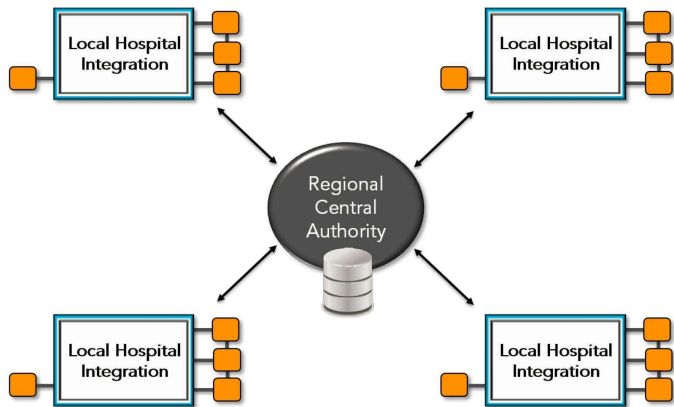 Local Hospital
Integration
Local Hospital
Integration
Regional
Central
Authority
Local Hospital
Integration
Local Hospital
Integration